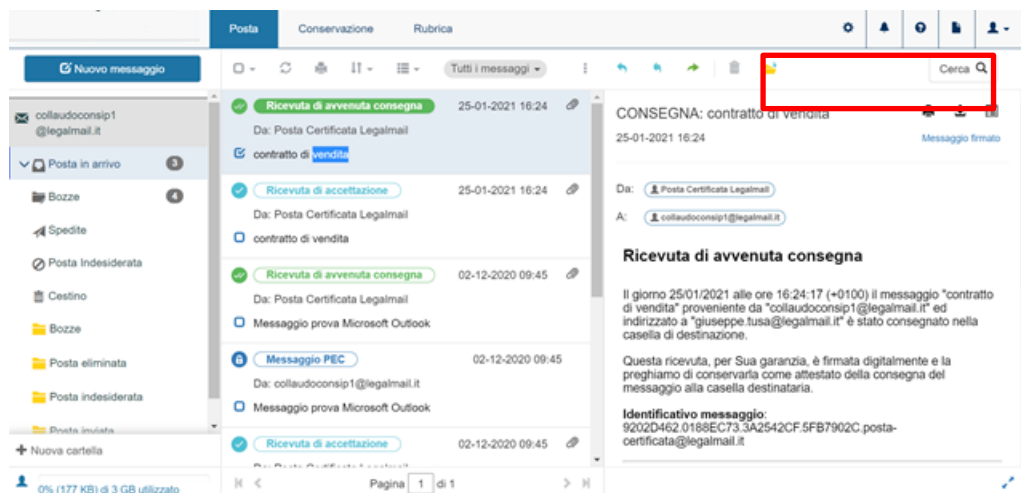 Posta
Conservazione
Rubrica
Nuovo messaggio
Tutti i messaggi
Cerca
collaudoconsip1
@legalmail.it
Posta in arrivo
3
Bozze
4
Spedite
Posta Indesiderata
Cestino
Bozze
Posta eliminata
Posta indesiderata
Posta inviata
Nuova cartella
0% (177 KB) di 3 GB utilizzato
Ricevuta di avvenuta consegna
25-01-2021 16:24
Da: Posta Certificata Legalmail
contratto di vendita
Ricevuta di accettazione
25-01-2021 16:24
Da: Posta Certificata Legalmail
contratto di vendita
Ricevuta di avvenuta consegna
02-12-2020 09:45
Da: Posta Certificata Legalmail
Messaggio prova Microsoft Outlook
Messaggio PEC
02-12-2020 09:45
Da: collaudoconsip1@legalmail.it
Messaggio prova Microsoft Outlook
Ricevuta di accettazione
02-12-2020 09:45
Da: Posta Certificata Legalmail
Pagina 1 di 1
CONSEGNA: contratto di vendita
25-01-2021 16:24
Messaggio firmato
Da: Posta Certificata Legalmail
A: collaudoconsip1@legalmail.it
Ricevuta di avvenuta consegna
Il giorno 25/01/2021 alle ore 16:24:17 (+0100) il messaggio "contratto
di vendita" proveniente da "collaudoconsip1@legalmail.it" ed
indirizzato a "giuseppe.tusa@legalmail.it" è stato consegnato nella
casella di destinazione.
Questa ricevuta, per Sua garanzia, è firmata digitalmente e la
preghiamo di conservarla come attestato della consegna del
messaggio alla casella destinataria.
Identificativo messaggio:
9202D462.0188EC73.3A2542CF.5FB7902C.posta-
certificata@legalmail.it